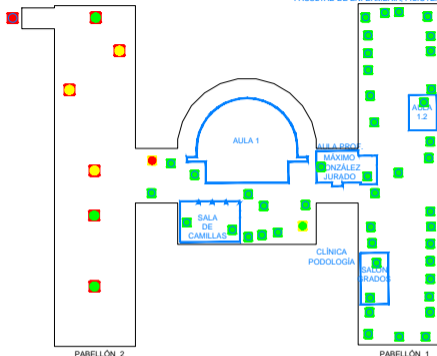 AULA 1
AULA
1.2
AULA PROF.
MÁXIMO
GONZÁLEZ
JURADO
SALA
DE
CAMILLAS
CLÍNICA
PODOLOGÍA
SALÓN
GRADOS
PABELLÓN 2
PABELLÓN 1